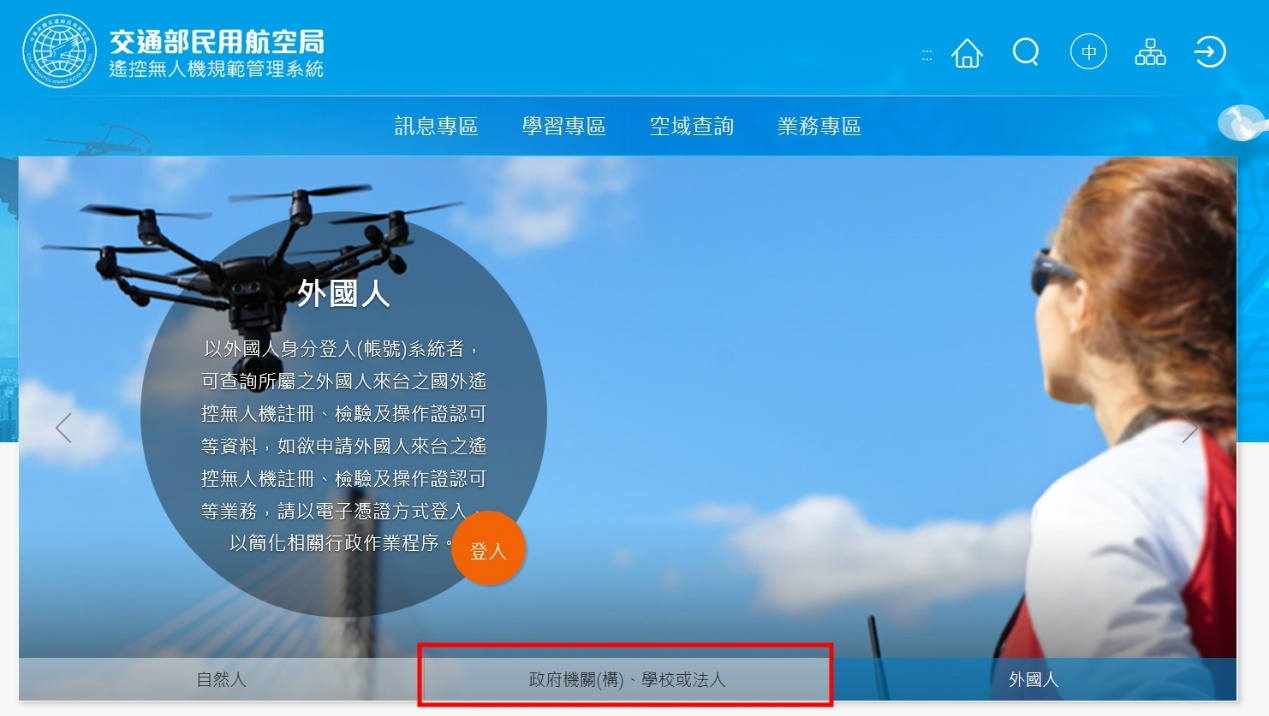 交通部民用航空局
遙控無人機規範管理系統
:::
中
訊息專區
學習專區
空域查詢
業務專區
外國人
以外國人身分登入(帳號)系統者，
可查詢所屬之外國人來台之國外遙
控無人機註冊、檢驗及操作證認可
等資料，如欲申請外國人來台之遙
控無人機註冊、檢驗及操作證認可
等業務，請以電子憑證方式登入，
以簡化相關行政作業程序。
登入
自然人
政府機關(構)、學校或法人
外國人